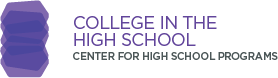 COLLEGE IN THE
HIGH SCHOOL
CENTER FOR HIGH SCHOOL PROGRAMS